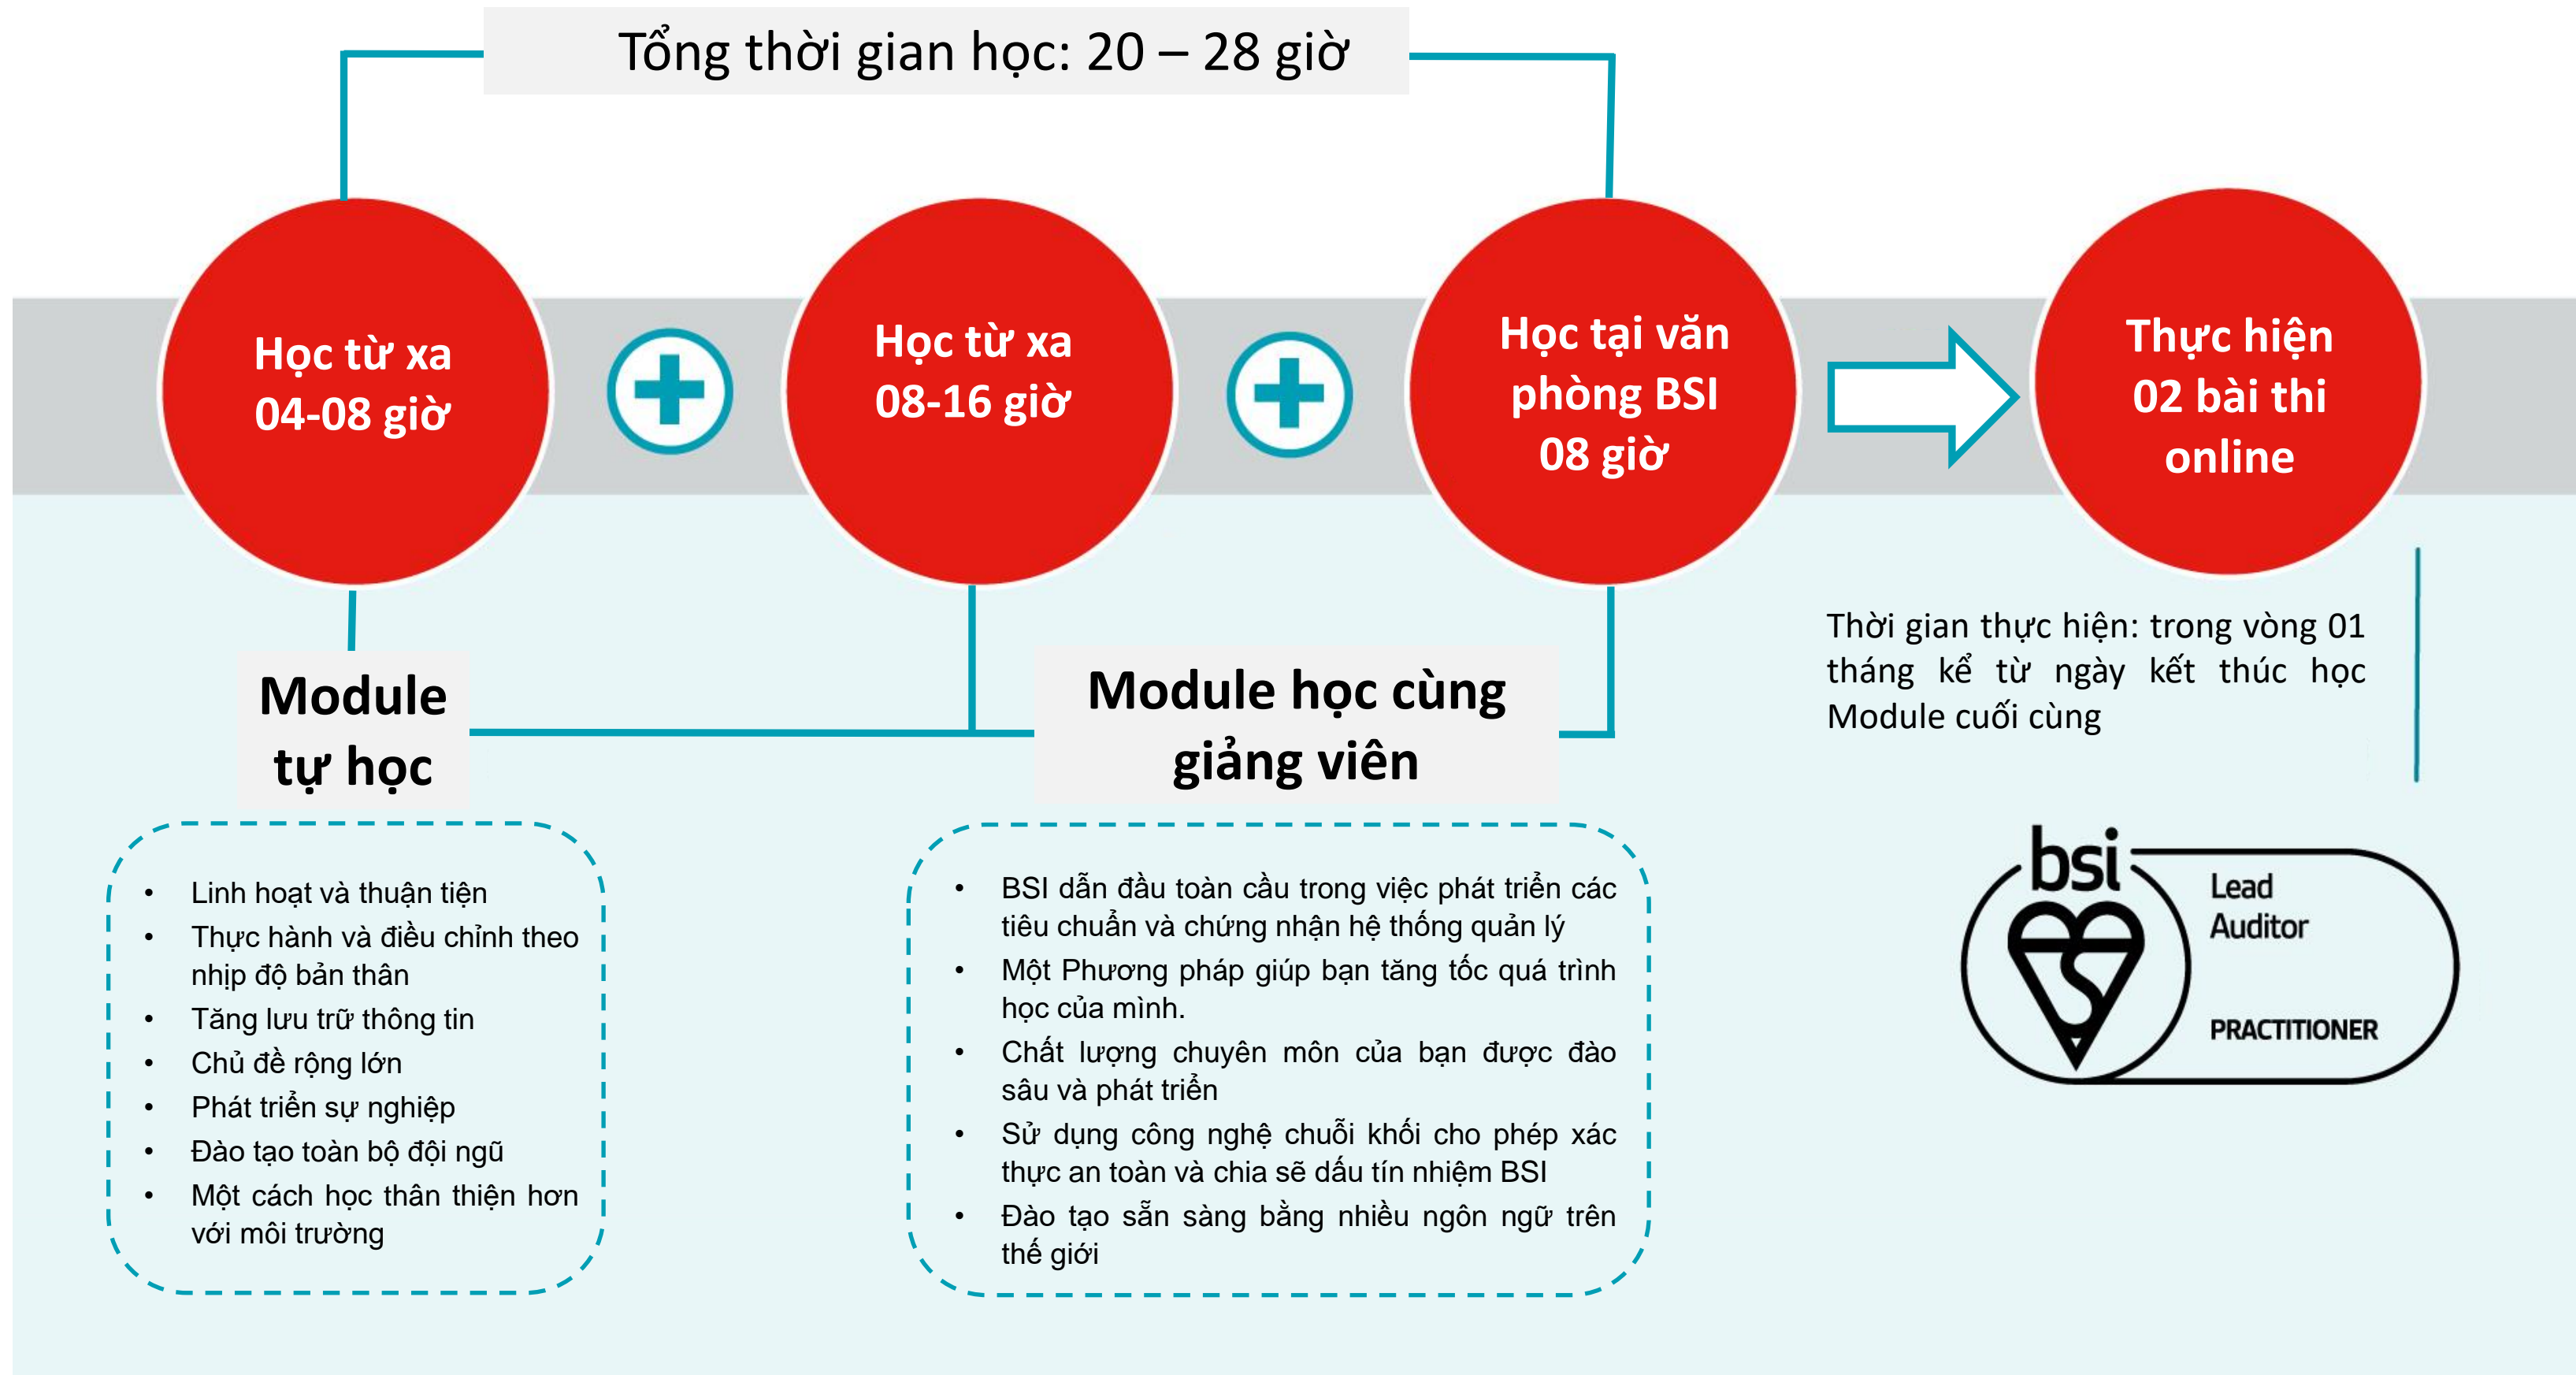 Tổng thời gian học: 20 – 28 giờ
Học từ xa
04-08 giờ
Học từ xa
08-16 giờ
Học tại văn
phòng BSI
08 giờ
Thực hiện
02 bài thi
online
Module
tự học
Module học cùng
giảng viên
Thời gian thực hiện: trong vòng 01
tháng kể từ ngày kết thúc học
Module cuối cùng
• Linh hoạt và thuận tiện
• Thực hành và điều chỉnh theo
nhịp độ bản thân
• Tăng lưu trữ thông tin
• Chủ đề rộng lớn
• Phát triển sự nghiệp
• Đào tạo toàn bộ đội ngũ
• Một cách học thân thiện hơn
với môi trường
• BSI dẫn đầu toàn cầu trong việc phát triển các
tiêu chuẩn và chứng nhận hệ thống quản lý
• Một Phương pháp giúp bạn tăng tốc quá trình
học của mình.
• Chất lượng chuyên môn của bạn được đào
sâu và phát triển
• Sử dụng công nghệ chuỗi khối cho phép xác
thực an toàn và chia sẽ dấu tín nhiệm BSI
• Đào tạo sẵn sàng bằng nhiều ngôn ngữ trên
thế giới
bsi
Lead
Auditor
PRACTITIONER